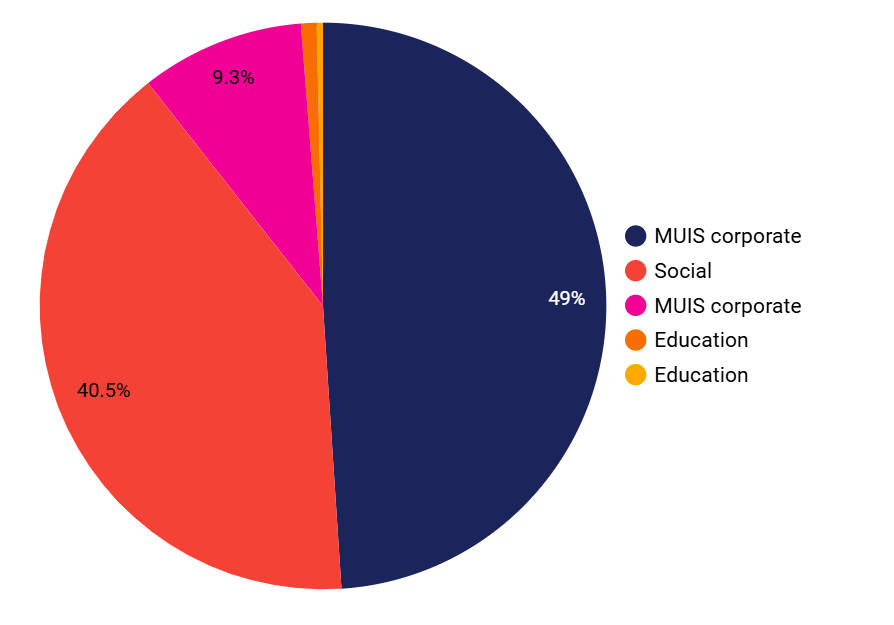 9.3%
49%
40.5%
MUIS corporate
Social
MUIS corporate
Education
Education